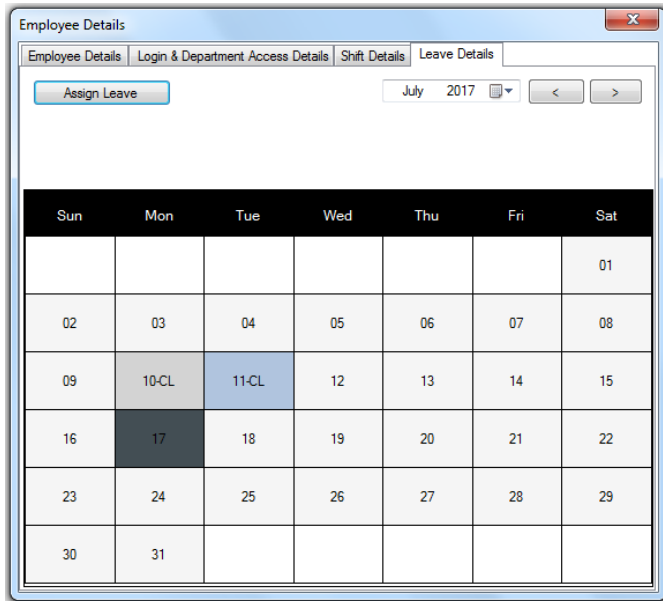 Employee Details
Employee Details Login & Department Access Details Shift Details Leave Details
Assign Leave July 2017 < >
Sun Mon Tue Wed Thu Fri Sat
01
02 03 04 05 06 07 08
09 10-CL 11-CL 12 13 14 15
16 17 18 19 20 21 22
23 24 25 26 27 28 29
30 31